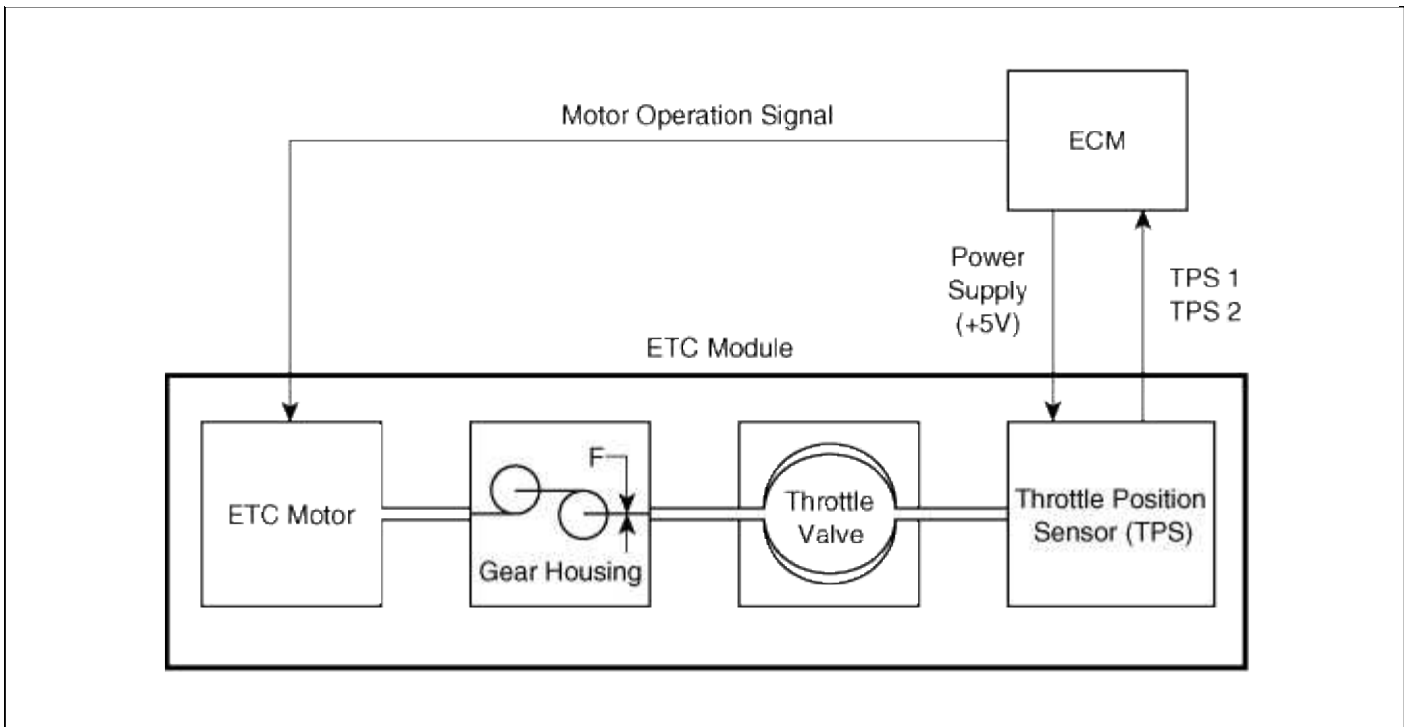 Motor Operation Signal
ECM
Power
Supply
(+5V)
TPS 1
TPS 2
ETC Module
ETC Motor
F
Gear Housing
Throttle
Valve
Throttle Position
Sensor (TPS)